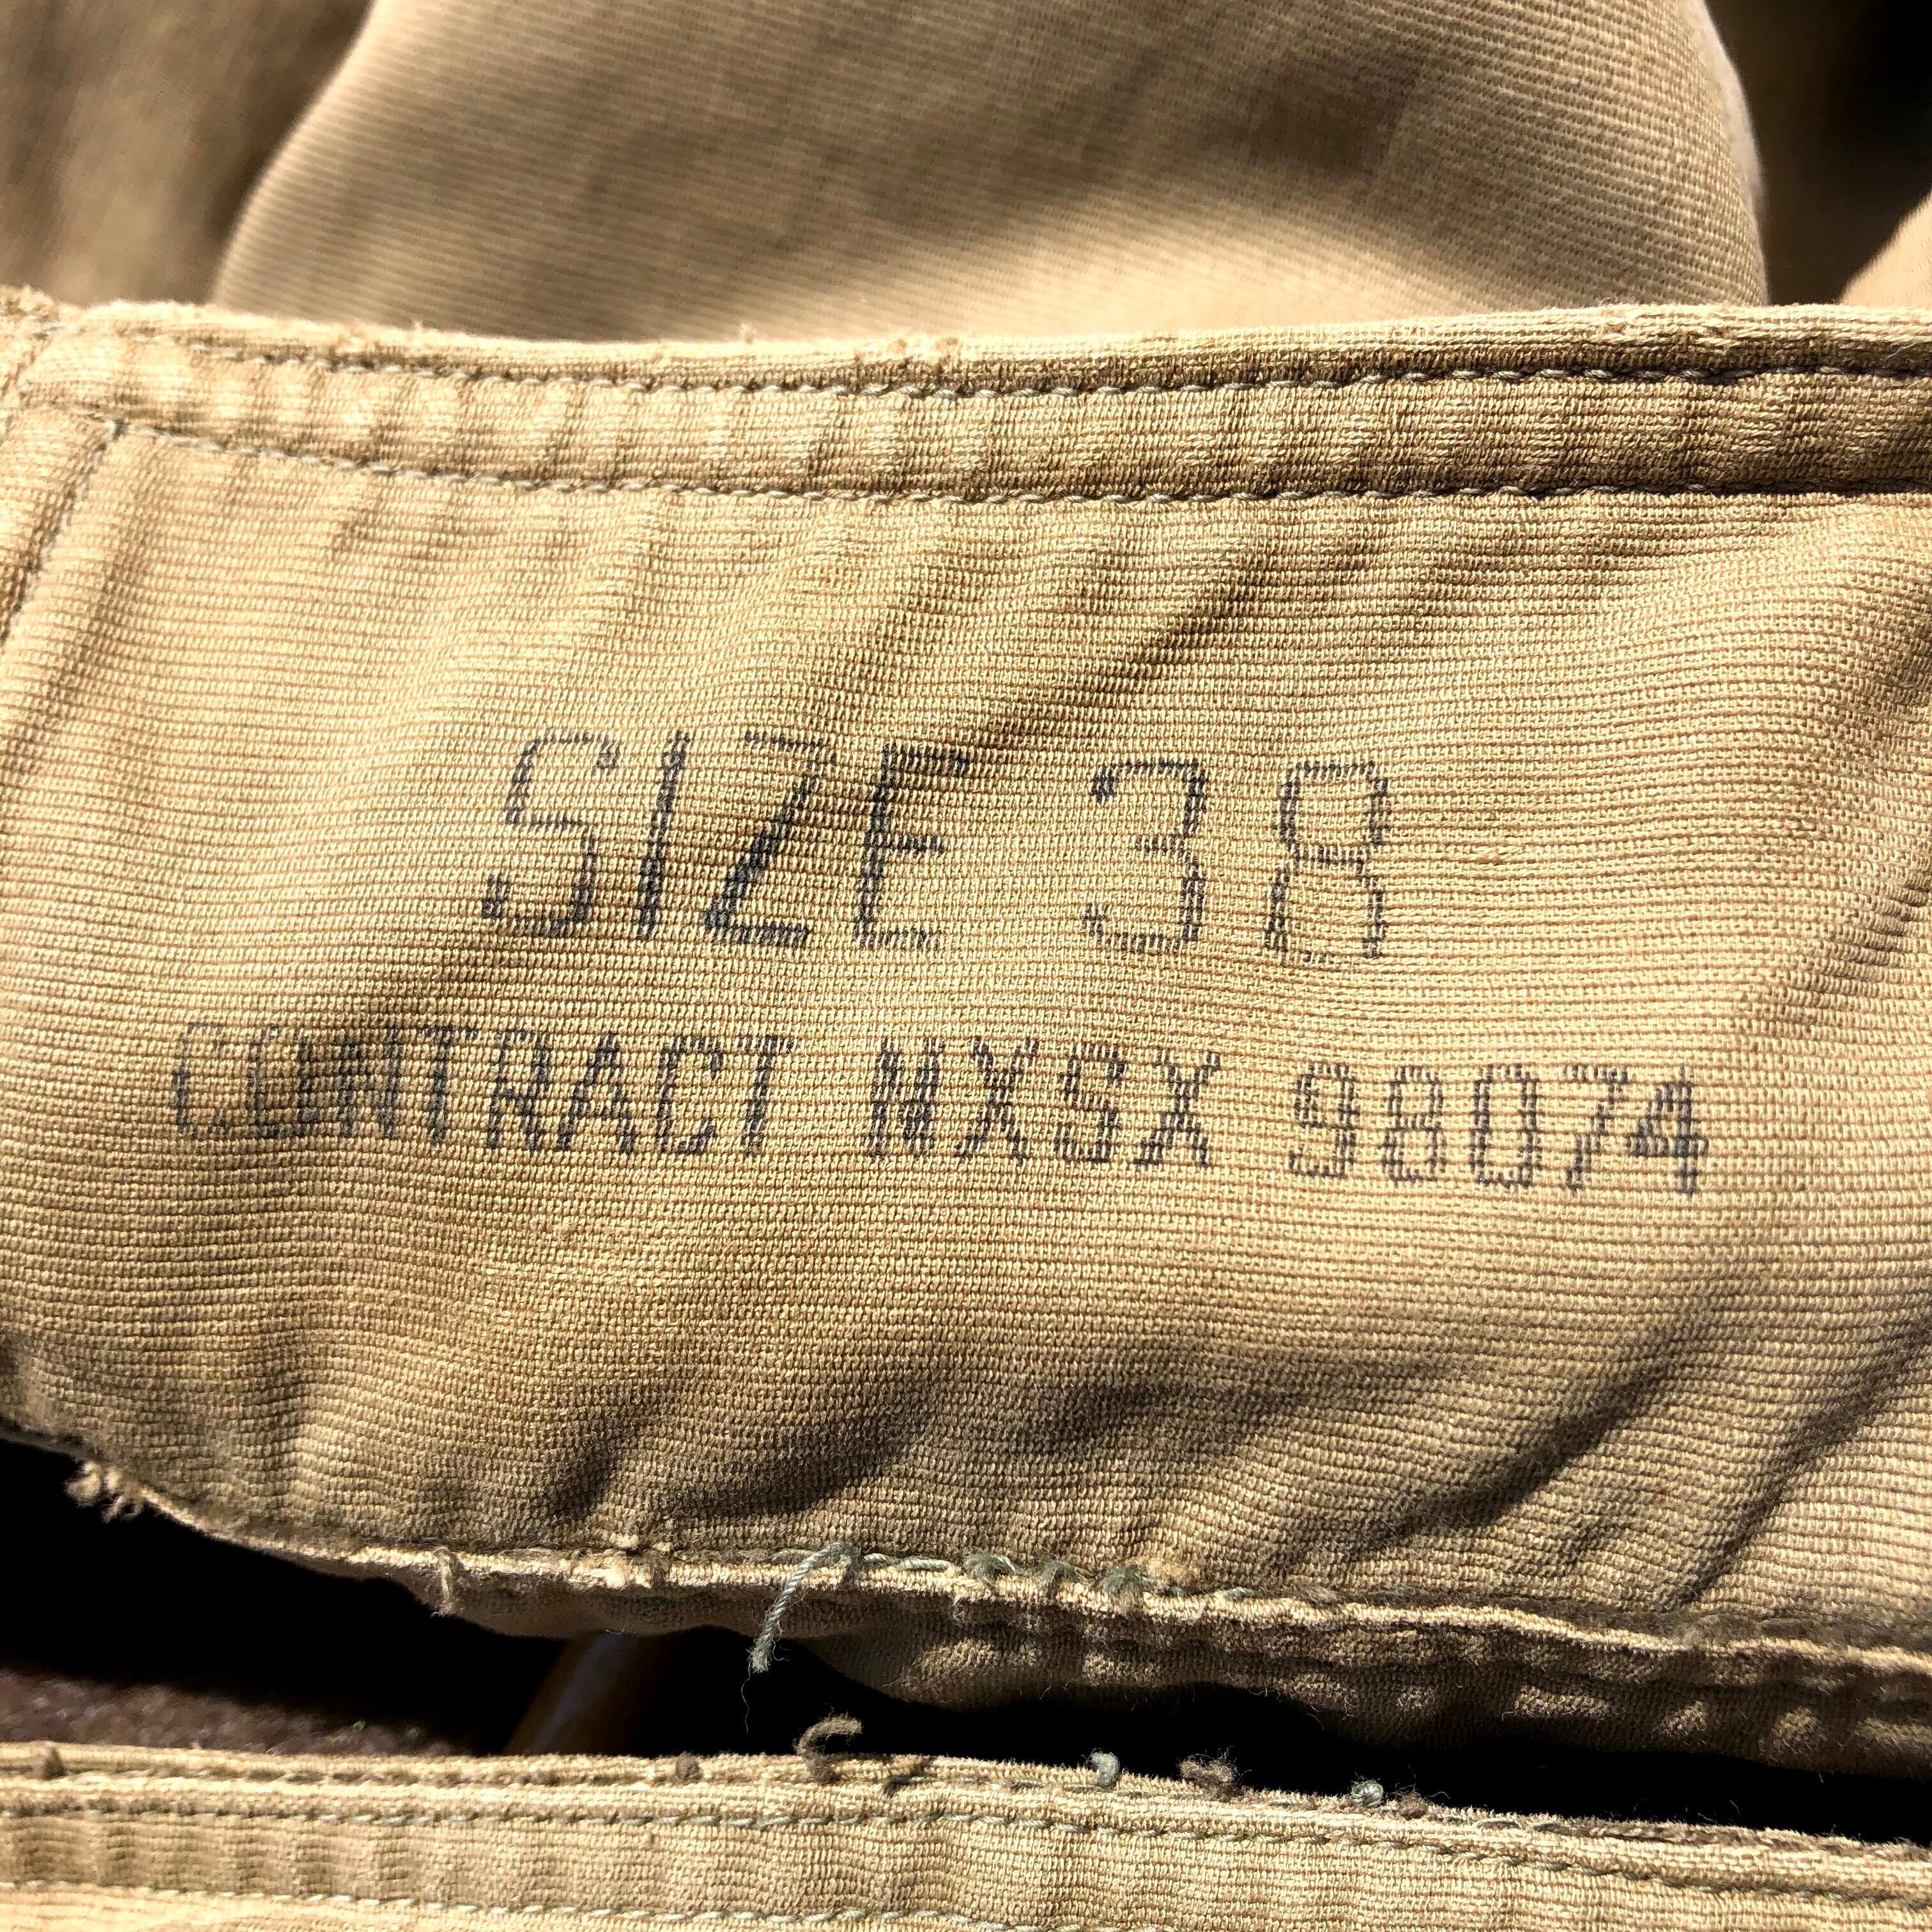 SIZE 38
CONTRACT NXSX 98074